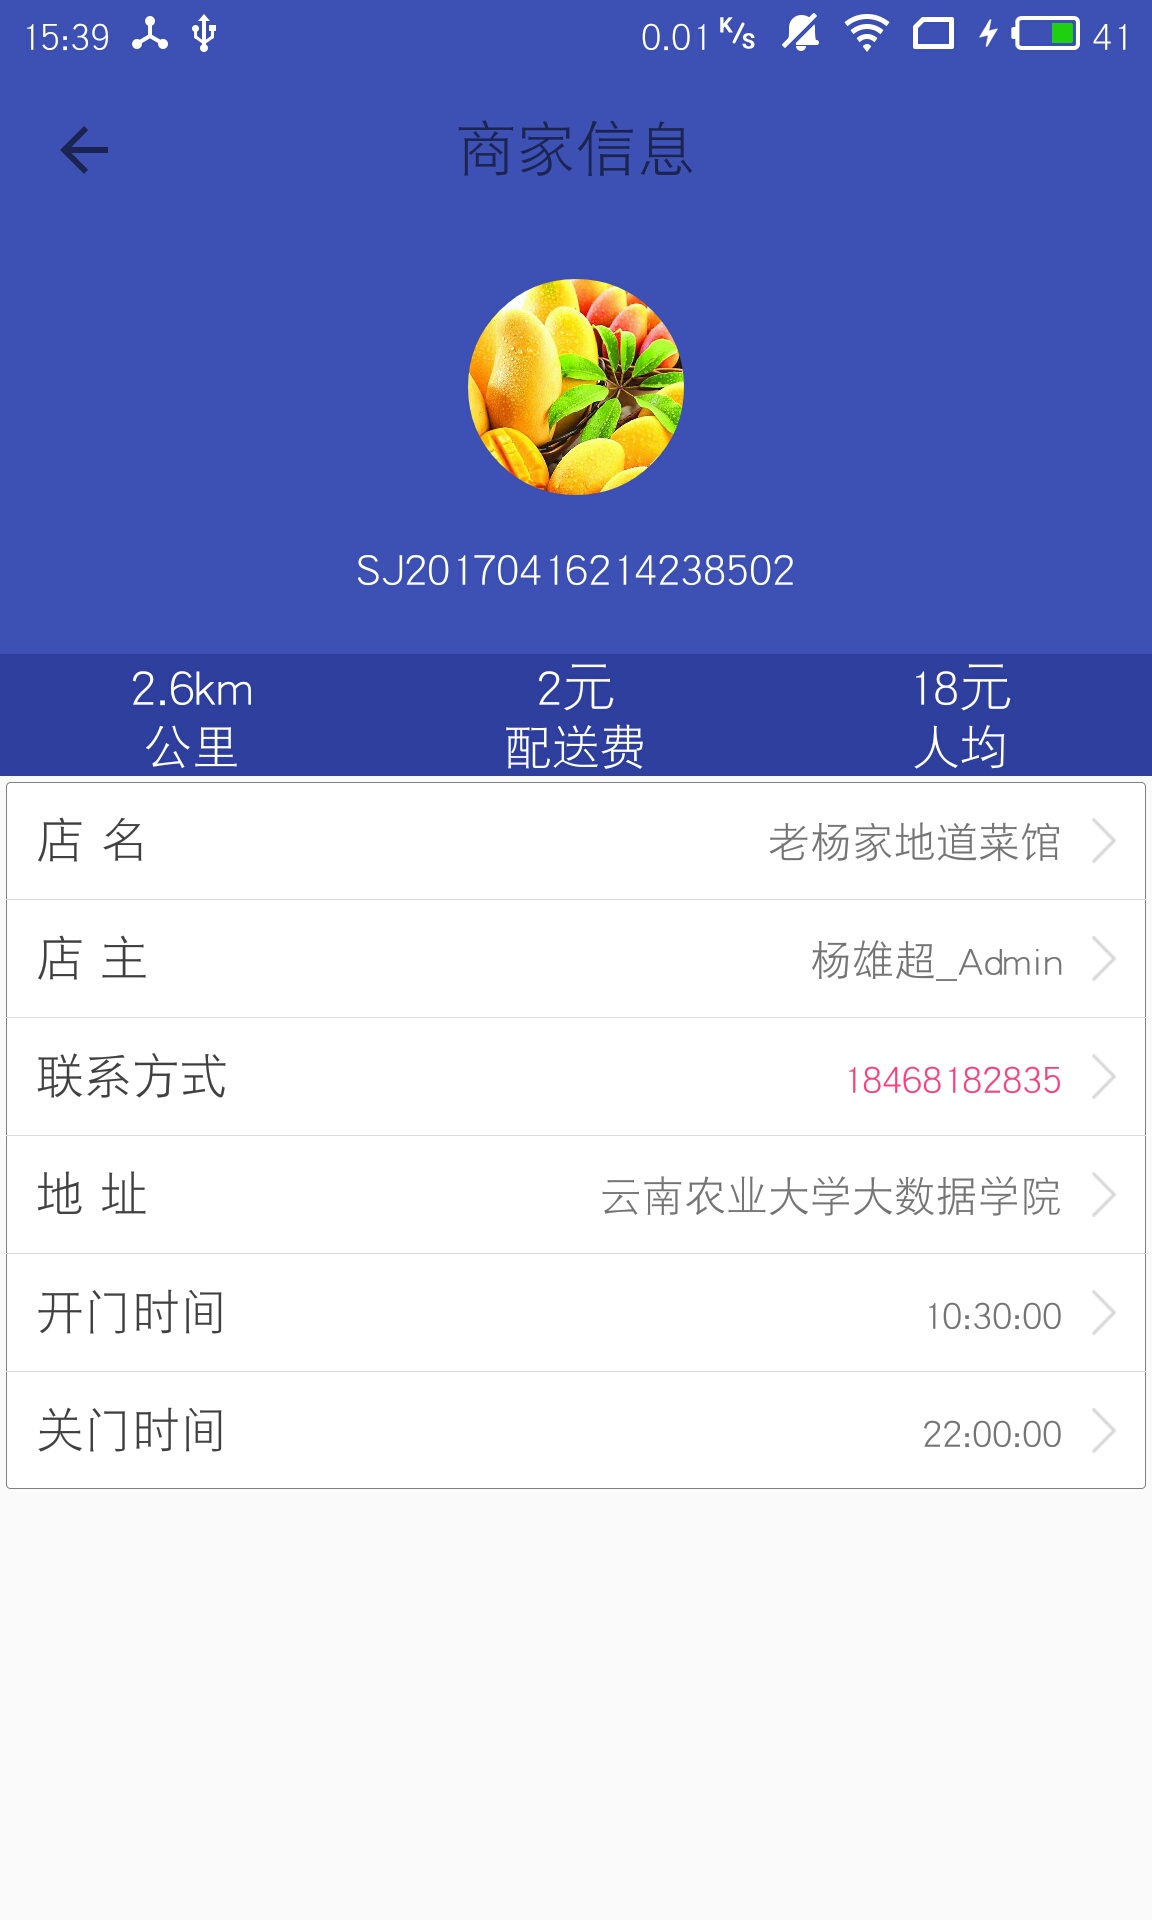 15:39 0.01 K/s 41
商家信息
SJ20170416214238502
2.6km 2元 18元
公里 配送费 人均
店 名 老杨家地道菜馆
店 主 杨雄超_Admin
联系方式 18468182835
地 址 云南农业大学大数据学院
开门时间 10:30:00
关门时间 22:00:00